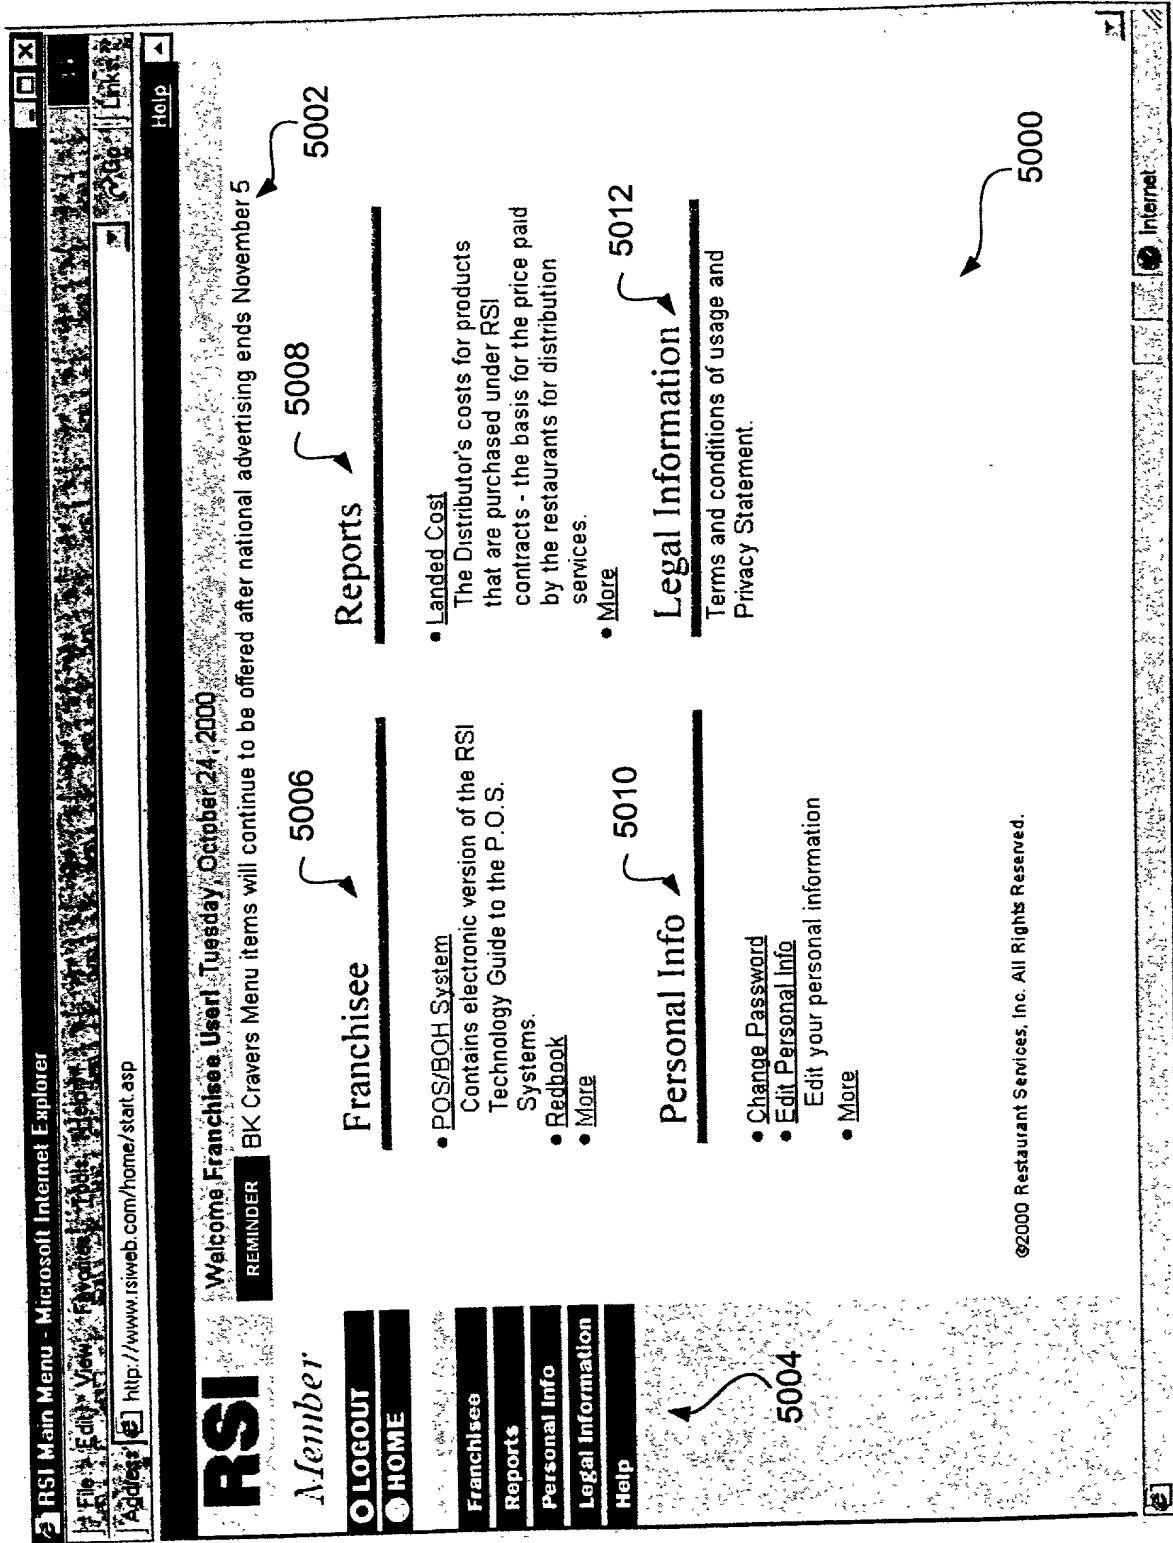 RSI Main Menu - Microsoft Internet Explorer
File Edit View Favorites Tools Help
Address http://www.rsiweb.com/home/start.asp Go Links »
Help
RSI
Welcome Franchisee User! Tuesday, October 24, 2000
REMINDER BK Cravers Menu items will continue to be offered after national advertising ends November 5
5002
Member
LOGOUT
HOME
Franchisee
Reports
Personal Info
Legal Information
Help
5004
5006
Franchisee
• POS/BOH System
Contains electronic version of the RSI
Technology Guide to the P.O.S.
Systems.
• Redbook
• More
5008
Reports
• Landed Cost
The Distributor's costs for products
that are purchased under RSI
contracts - the basis for the price paid
by the restaurants for distribution
services.
• More
5010
Personal Info
• Change Password
• Edit Personal Info
Edit your personal information
• More
5012
Legal Information
Terms and conditions of usage and
Privacy Statement.
5000
©2000 Restaurant Services, Inc. All Rights Reserved.
Internet